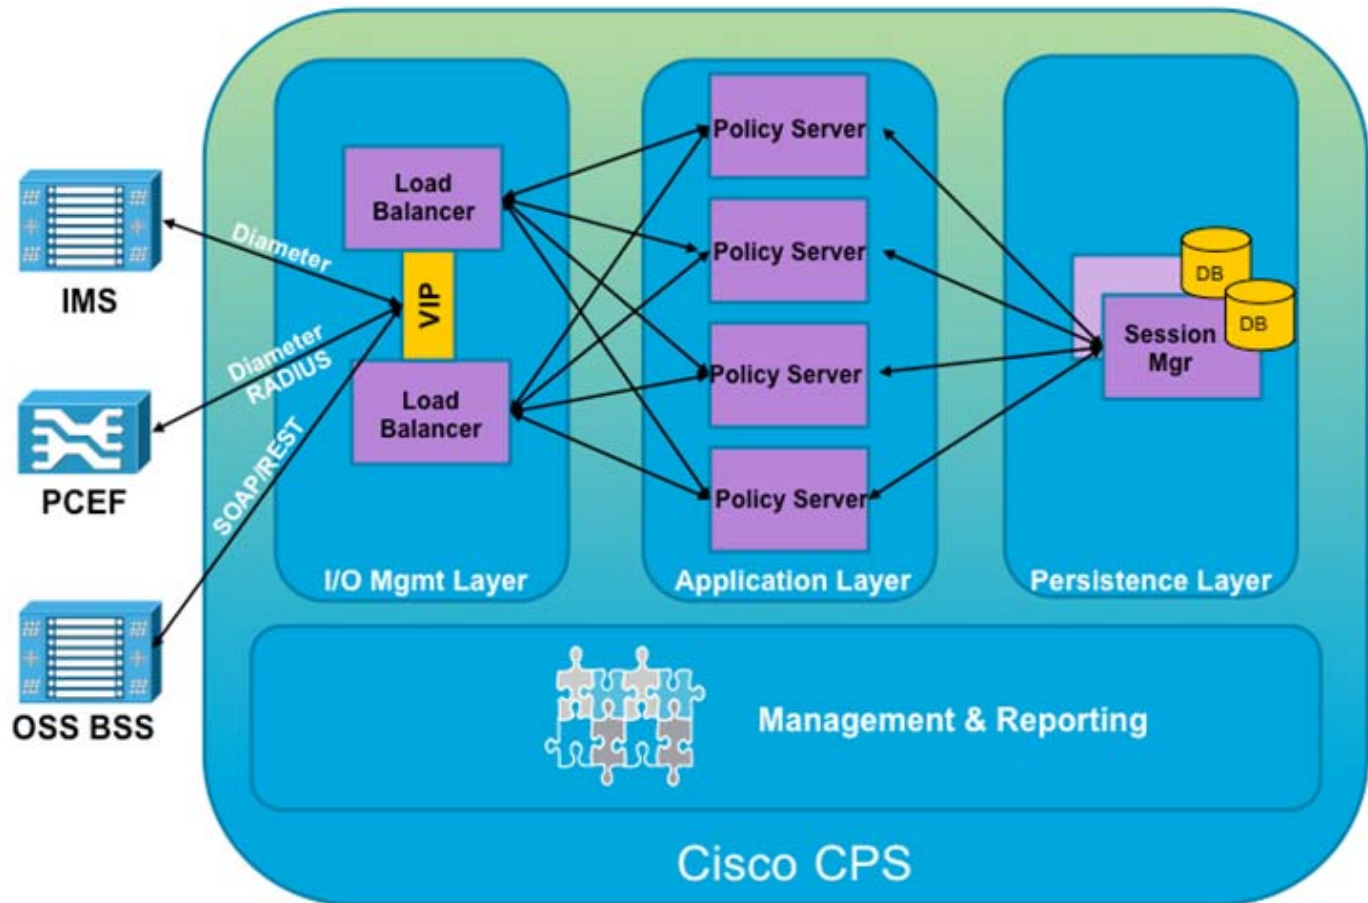 IMS
PCEF
OSS BSS
Diameter
Diameter
RADIUS
SOAP/REST
Load
Balancer
VIP
Load
Balancer
I/O Mgmt Layer
Policy Server
Policy Server
Policy Server
Policy Server
Application Layer
DB
DB
Session
Mgr
Persistence Layer
Management & Reporting
Cisco CPS